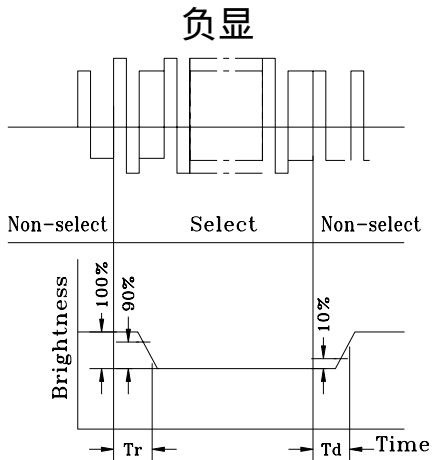 负显
Non-select Select Non-select
Brightness
100%
90%
10%
Tr
Td
Time